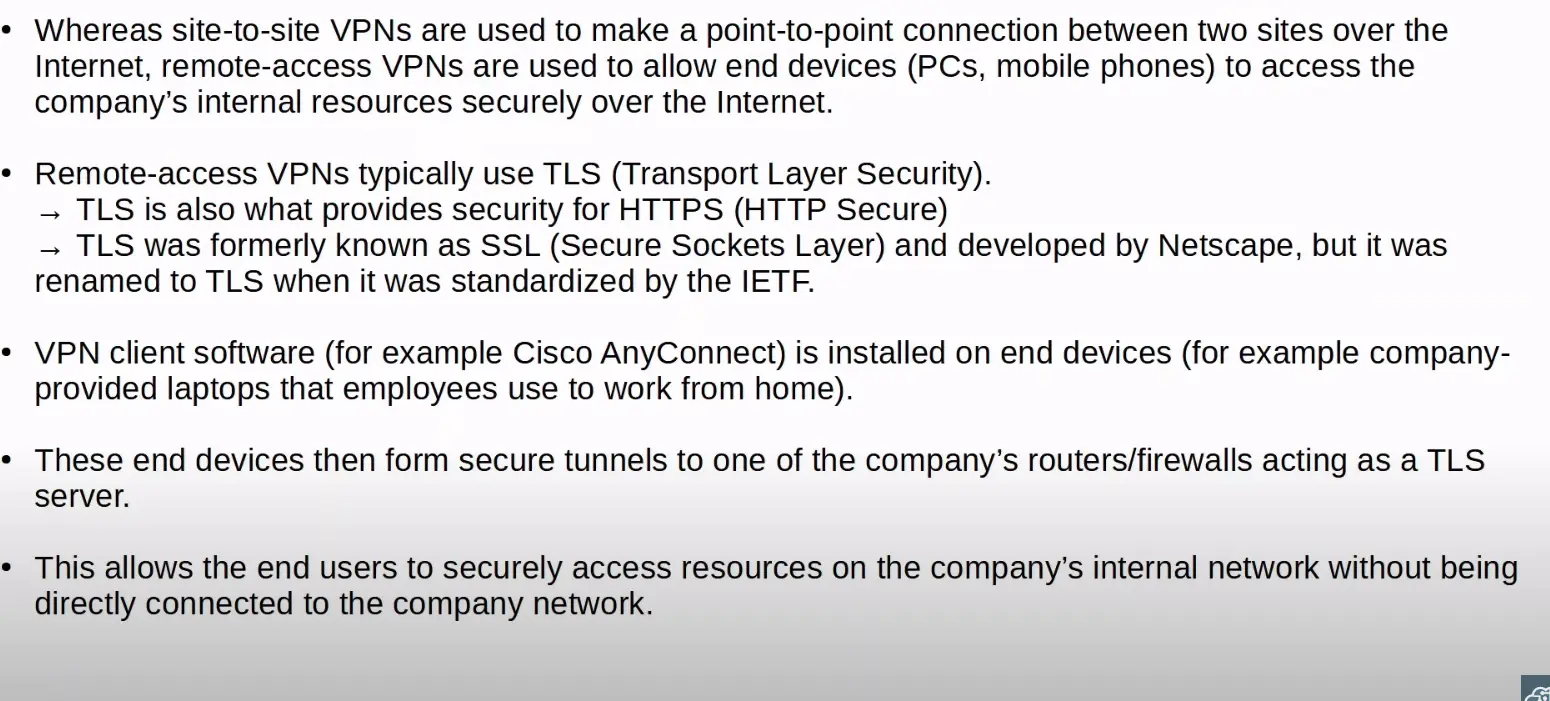 • Whereas site-to-site VPNs are used to make a point-to-point connection between two sites over the
Internet, remote-access VPNs are used to allow end devices (PCs, mobile phones) to access the
company’s internal resources securely over the Internet.
• Remote-access VPNs typically use TLS (Transport Layer Security).
→ TLS is also what provides security for HTTPS (HTTP Secure)
→ TLS was formerly known as SSL (Secure Sockets Layer) and developed by Netscape, but it was
renamed to TLS when it was standardized by the IETF.
• VPN client software (for example Cisco AnyConnect) is installed on end devices (for example company-
provided laptops that employees use to work from home).
• These end devices then form secure tunnels to one of the company’s routers/firewalls acting as a TLS
server.
• This allows the end users to securely access resources on the company’s internal network without being
directly connected to the company network.